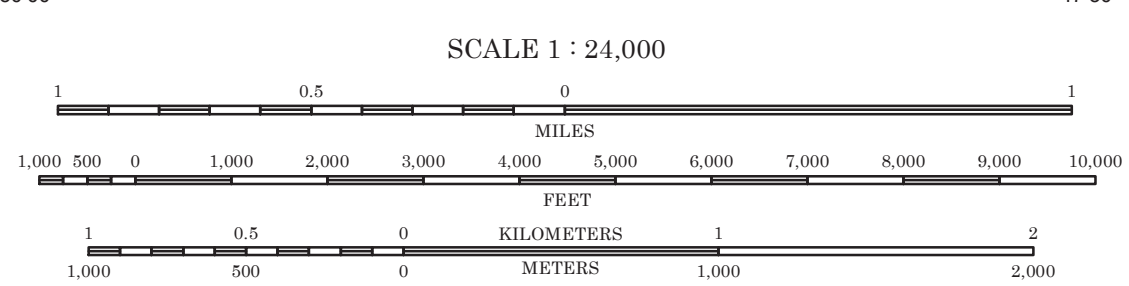 SCALE 1 : 24,000
1 0.5 0 1
MILES
1,000 500 0 1,000 2,000 3,000 4,000 5,000 6,000 7,000 8,000 9,000 10,000
FEET
1 0.5 0 KILOMETERS 1 2
1,000 500 0 METERS 1,000 2,000